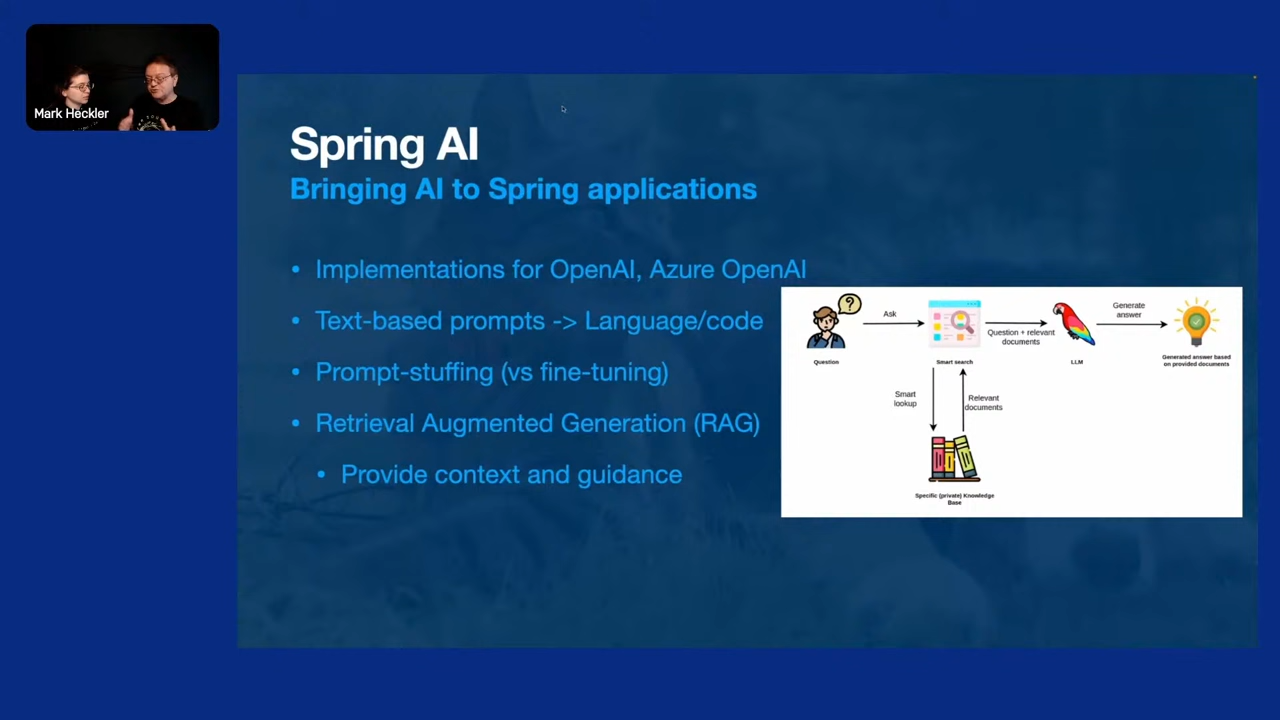 Mark Heckler
Spring AI
Bringing AI to Spring applications
• Implementations for OpenAI, Azure OpenAI
• Text-based prompts -> Language/code
• Prompt-stuffing (vs fine-tuning)
• Retrieval Augmented Generation (RAG)
• Provide context and guidance
?
Ask
Generate
answer
Question + relevant
documents
Question
Smart search
LLM
Generated answer based
on provided documents
Smart
lookup
Relevant
documents
Specific (private) Knowledge
Base